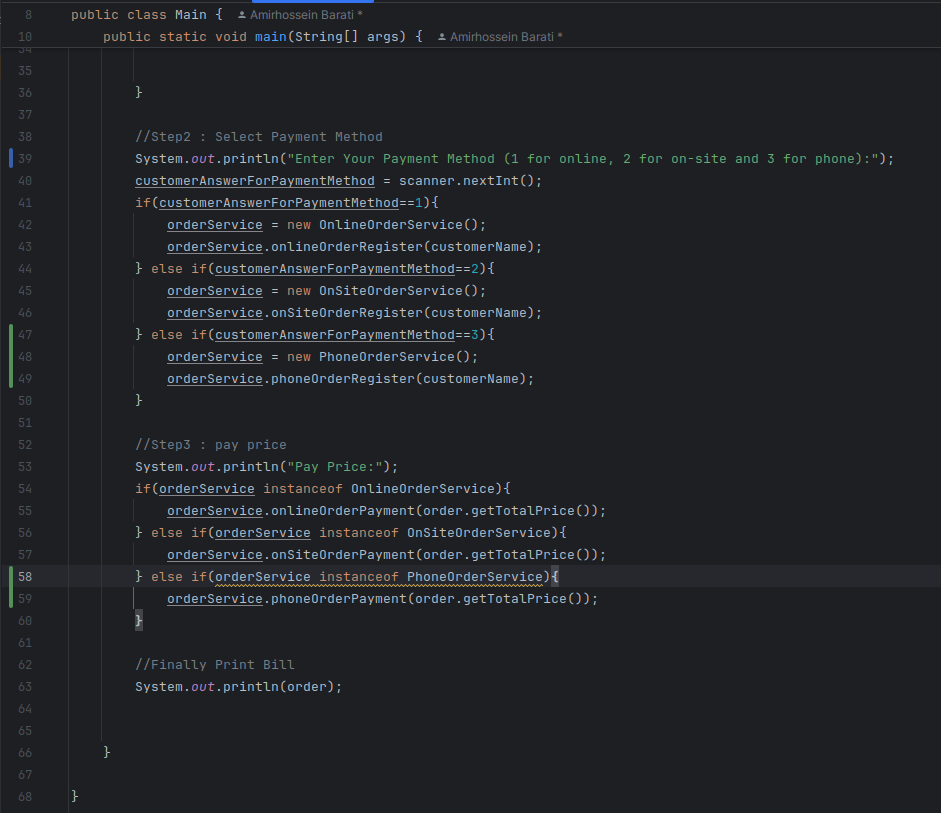 8 public class Main { Amirhossein Barati *
10 public static void main(String[] args) { Amirhossein Barati *
34
35
36 }
37
38 //Step2 : Select Payment Method
39 System.out.println("Enter Your Payment Method (1 for online, 2 for on-site and 3 for phone):");
40 customerAnswerForPaymentMethod = scanner.nextInt();
41 if(customerAnswerForPaymentMethod==1){
42 orderService = new OnlineOrderService();
43 orderService.onlineOrderRegister(customerName);
44 } else if(customerAnswerForPaymentMethod==2){
45 orderService = new OnSiteOrderService();
46 orderService.onSiteOrderRegister(customerName);
47 } else if(customerAnswerForPaymentMethod==3){
48 orderService = new PhoneOrderService();
49 orderService.phoneOrderRegister(customerName);
50 }
51
52 //Step3 : pay price
53 System.out.println("Pay Price:");
54 if(orderService instanceof OnlineOrderService){
55 orderService.onlineOrderPayment(order.getTotalPrice());
56 } else if(orderService instanceof OnSiteOrderService){
57 orderService.onSiteOrderPayment(order.getTotalPrice());
58 } else if(orderService instanceof PhoneOrderService){
59 orderService.phoneOrderPayment(order.getTotalPrice());
60 }
61
62 //Finally Print Bill
63 System.out.println(order);
64
65
66 }
67
68 }